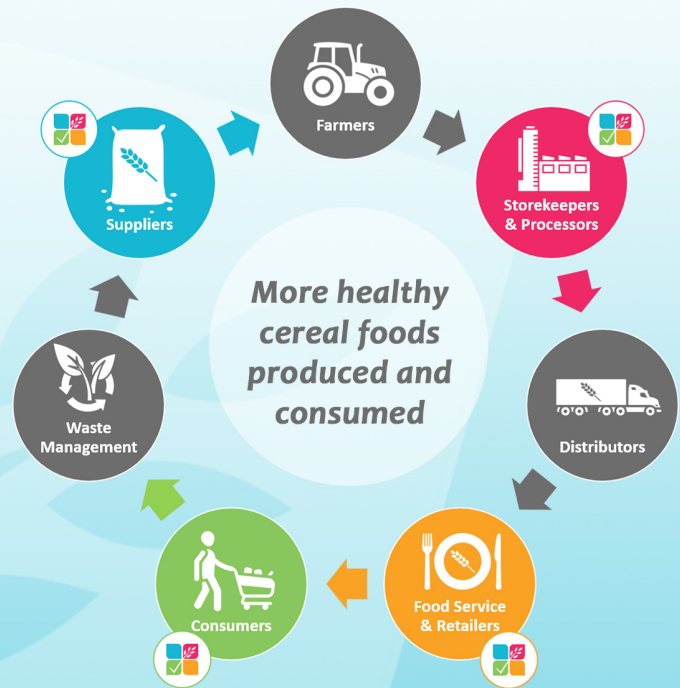 Farmers
Storekeepers
& Processors
Distributors
Food Service
& Retailers
Consumers
Waste
Management
Suppliers
More healthy
cereal foods
produced and
consumed